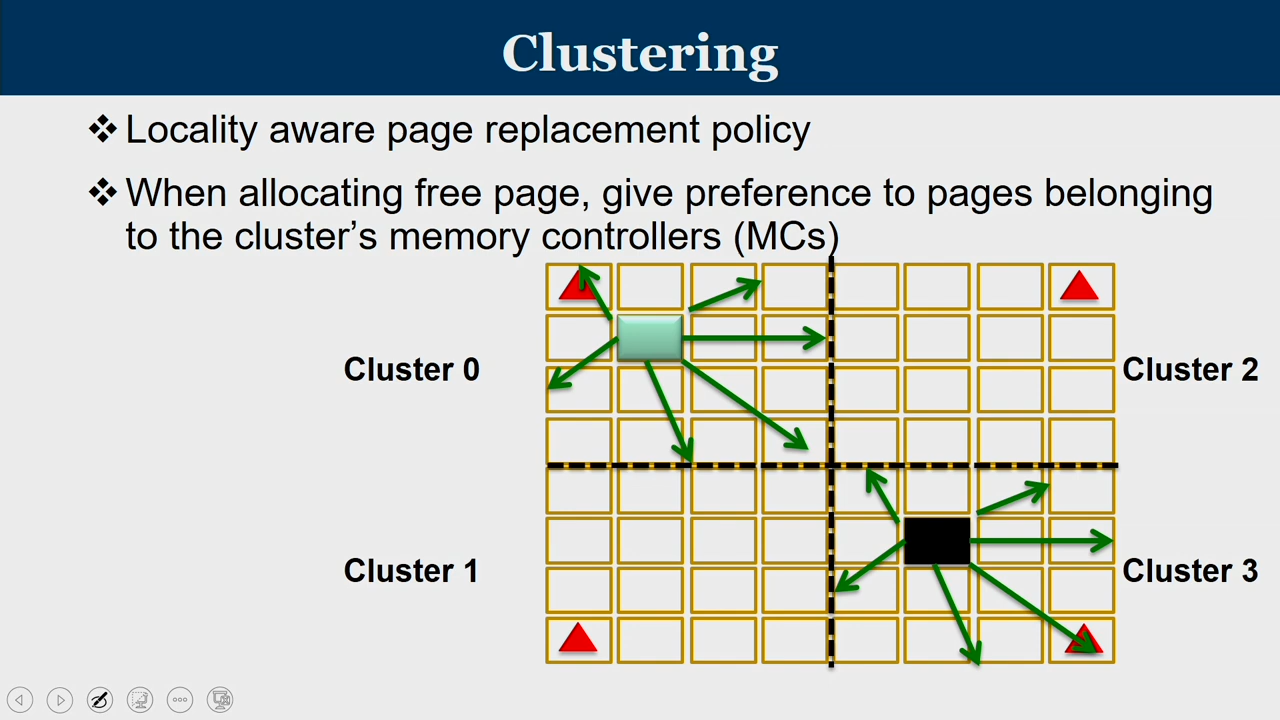 Clustering
❖ Locality aware page replacement policy
❖ When allocating free page, give preference to pages belonging
to the cluster’s memory controllers (MCs)
Cluster 0
Cluster 2
Cluster 1
Cluster 3